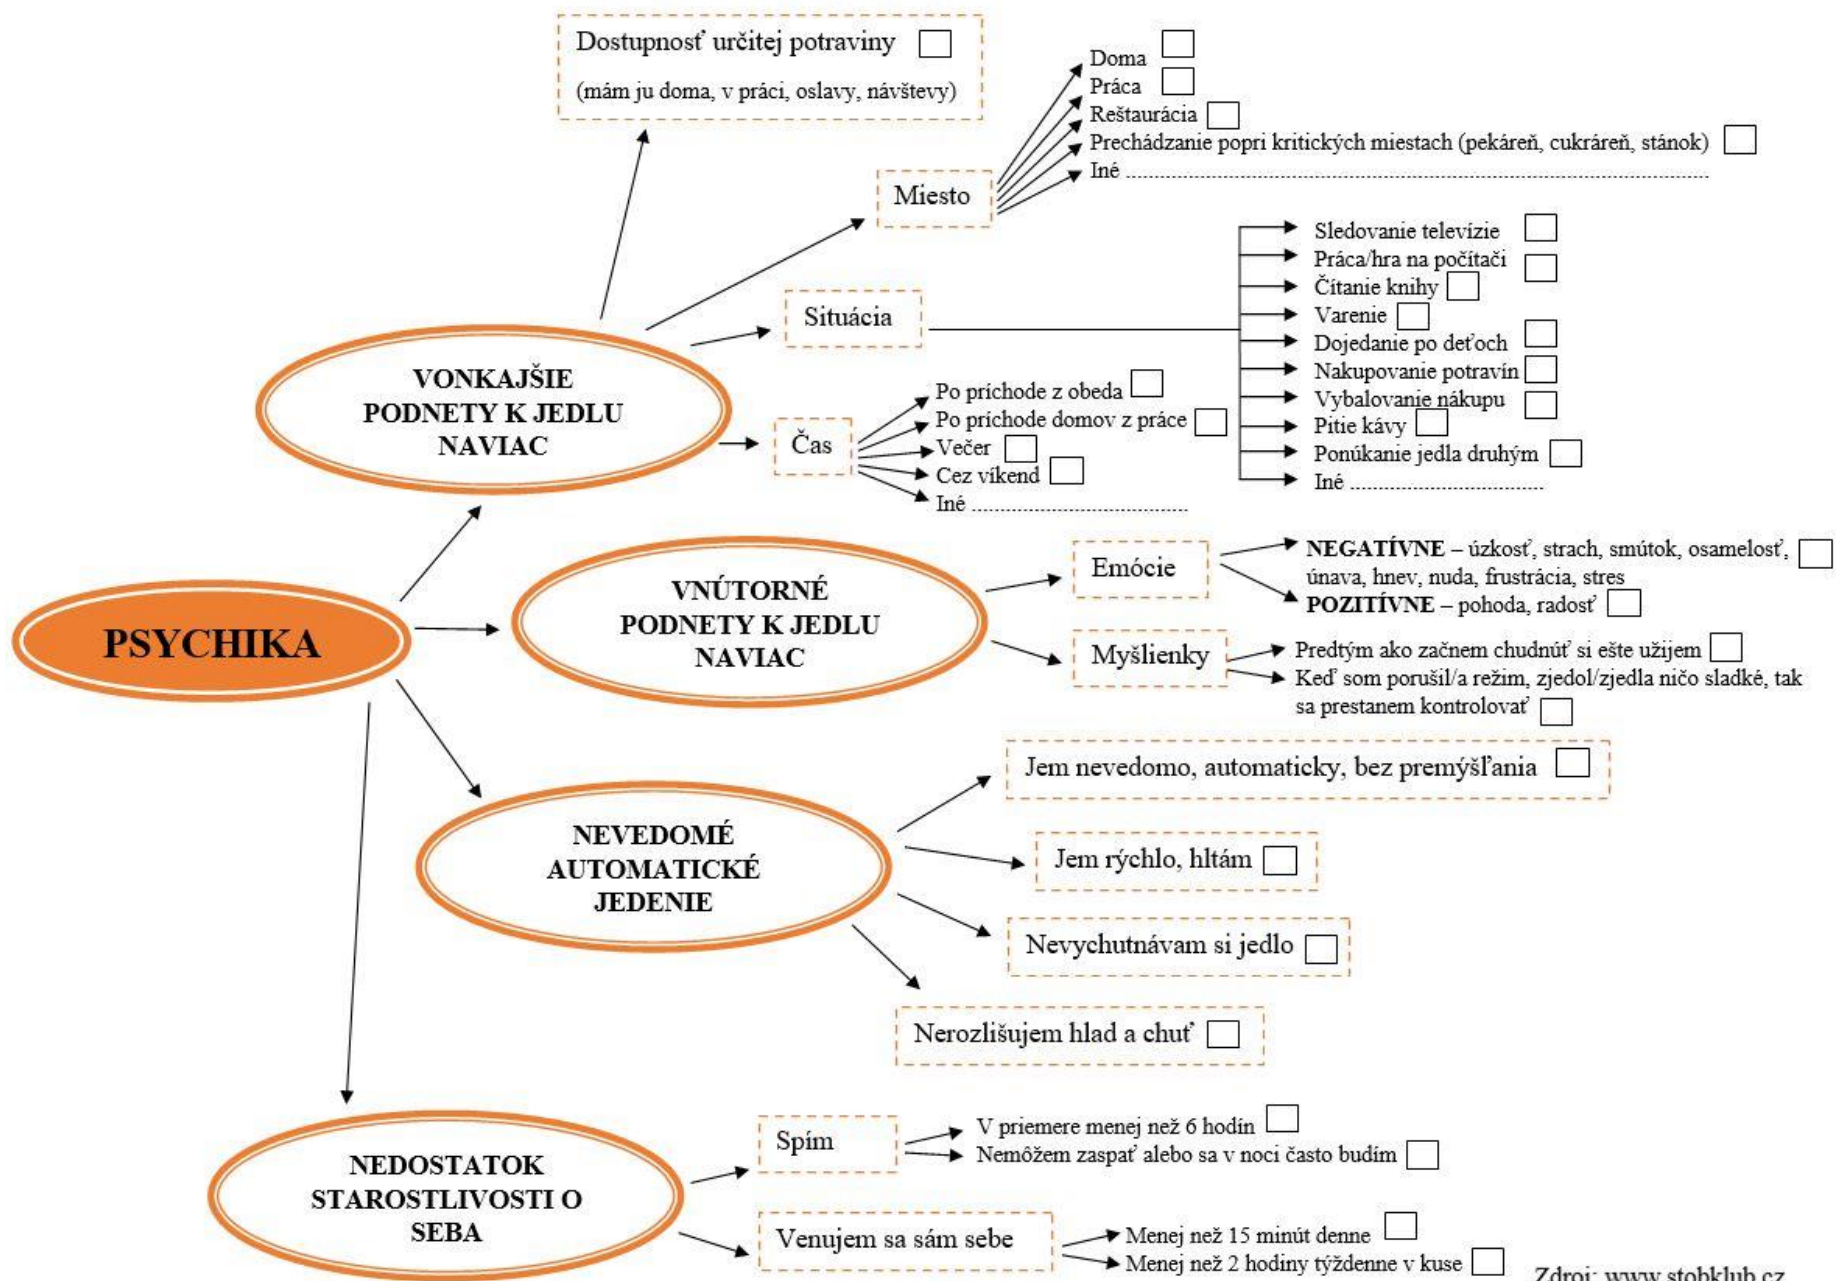 Dostupnosť určitej potraviny
(mám ju doma, v práci, oslavy, návštevy)
Miesto
Doma
Práca
Reštaurácia
Prechádzanie popri kritických miestach (pekáreň, cukráreň, stánok)
Iné ................................................................
Situácia
Sledovanie televízie
Práca/hra na počítači
Čítanie knihy
Varenie
Dojedanie po deťoch
Nakupovanie potravín
Vybalovanie nákupu
Pitie kávy
Ponúkanie jedla druhým
Iné ................................
VONKAJŠIE
PODNETY K JEDLU
NAVIAC
Čas
Po príchode z obeda
Po príchode domov z práce
Večer
Cez víkend
Iné ................................
PSYCHIKA
VNÚTORNÉ
PODNETY K JEDLU
NAVIAC
Emócie
NEGATÍVNE – úzkosť, strach, smútok, osamelosť,
únava, hnev, nuda, frustrácia, stres
POZITÍVNE – pohoda, radosť
Myšlienky
Predtým ako začnem chudnúť si ešte užijem
Keď som porušil/a režim, zjedol/zjedla ničo sladké, tak
sa prestanem kontrolovať
NEVEDOMÉ
AUTOMATICKÉ
JEDENIE
Jem nevedomo, automaticky, bez premýšľania
Jem rýchlo, hltám
Nevychutnávam si jedlo
Nerozlišujem hlad a chuť
NEDOSTATOK
STAROSTLIVOSTI O
SEBA
Spím
V priemere menej než 6 hodín
Nemôžem zaspať alebo sa v noci často budím
Venujem sa sám sebe
Menej než 15 minút denne
Menej než 2 hodiny týždenne v kuse
Zdroj: www.stobklub.cz